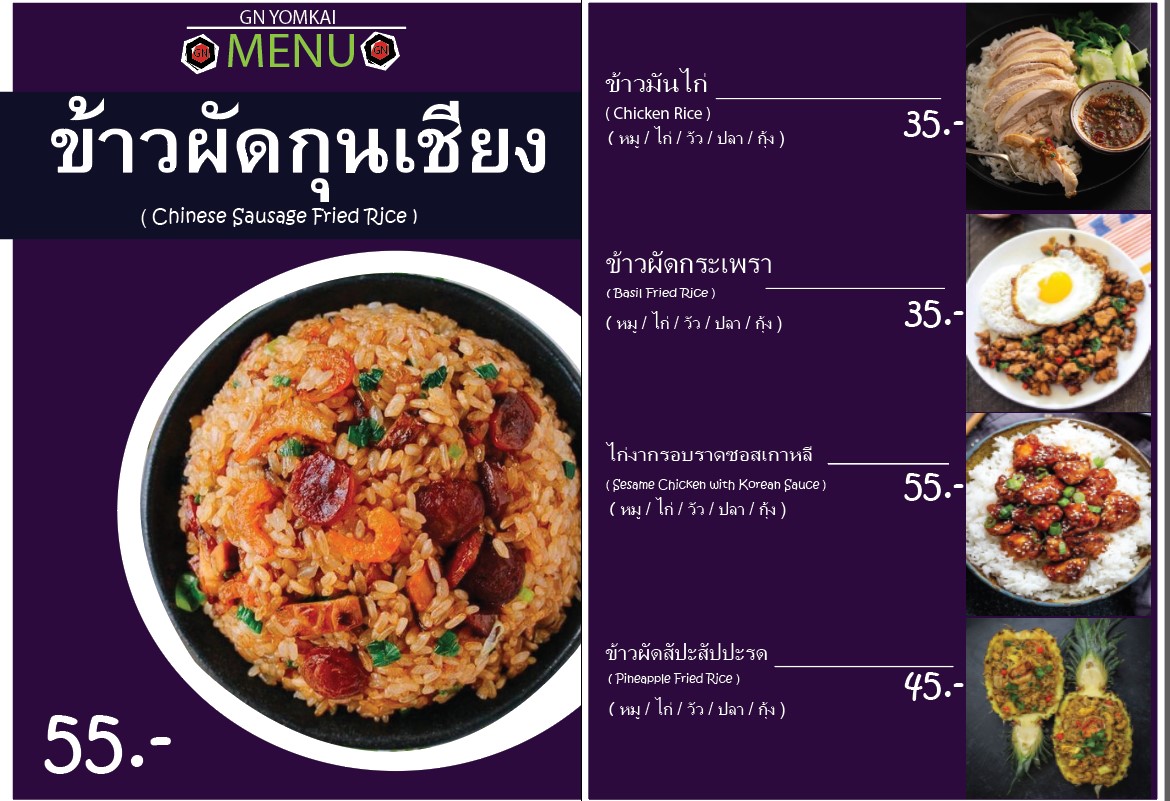 GN YOMKAI
GN MENU GN
ข้าวผัดกุนเชียง
( Chinese Sausage Fried Rice )
55.-
ข้าวมันไก่
( Chicken Rice )
( หมู / ไก่ / วัว / ปลา / กุ้ง )
35.-
ข้าวผัดกระเพรา
( Basil Fried Rice )
( หมู / ไก่ / วัว / ปลา / กุ้ง )
35.-
ไก่งากรอบราดซอสเกาหลี
( Sesame Chicken with Korean Sauce )
( หมู / ไก่ / วัว / ปลา / กุ้ง )
55.-
ข้าวผัดสัปะสัปปะรด
( Pineapple Fried Rice )
( หมู / ไก่ / วัว / ปลา / กุ้ง )
45.-